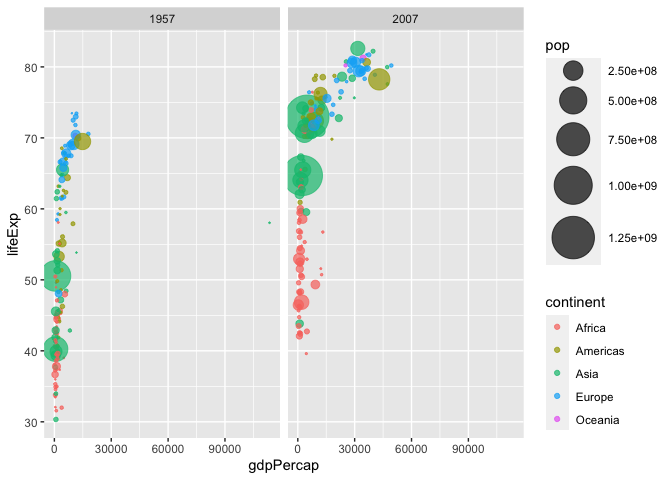 1957
2007
pop
2.50e+08
5.00e+08
7.50e+08
1.00e+09
1.25e+09
continent
Africa
Americas
Asia
Europe
Oceania
lifeExp
80
70
60
50
40
30
0
30000
60000
90000
0
30000
60000
90000
gdpPercap